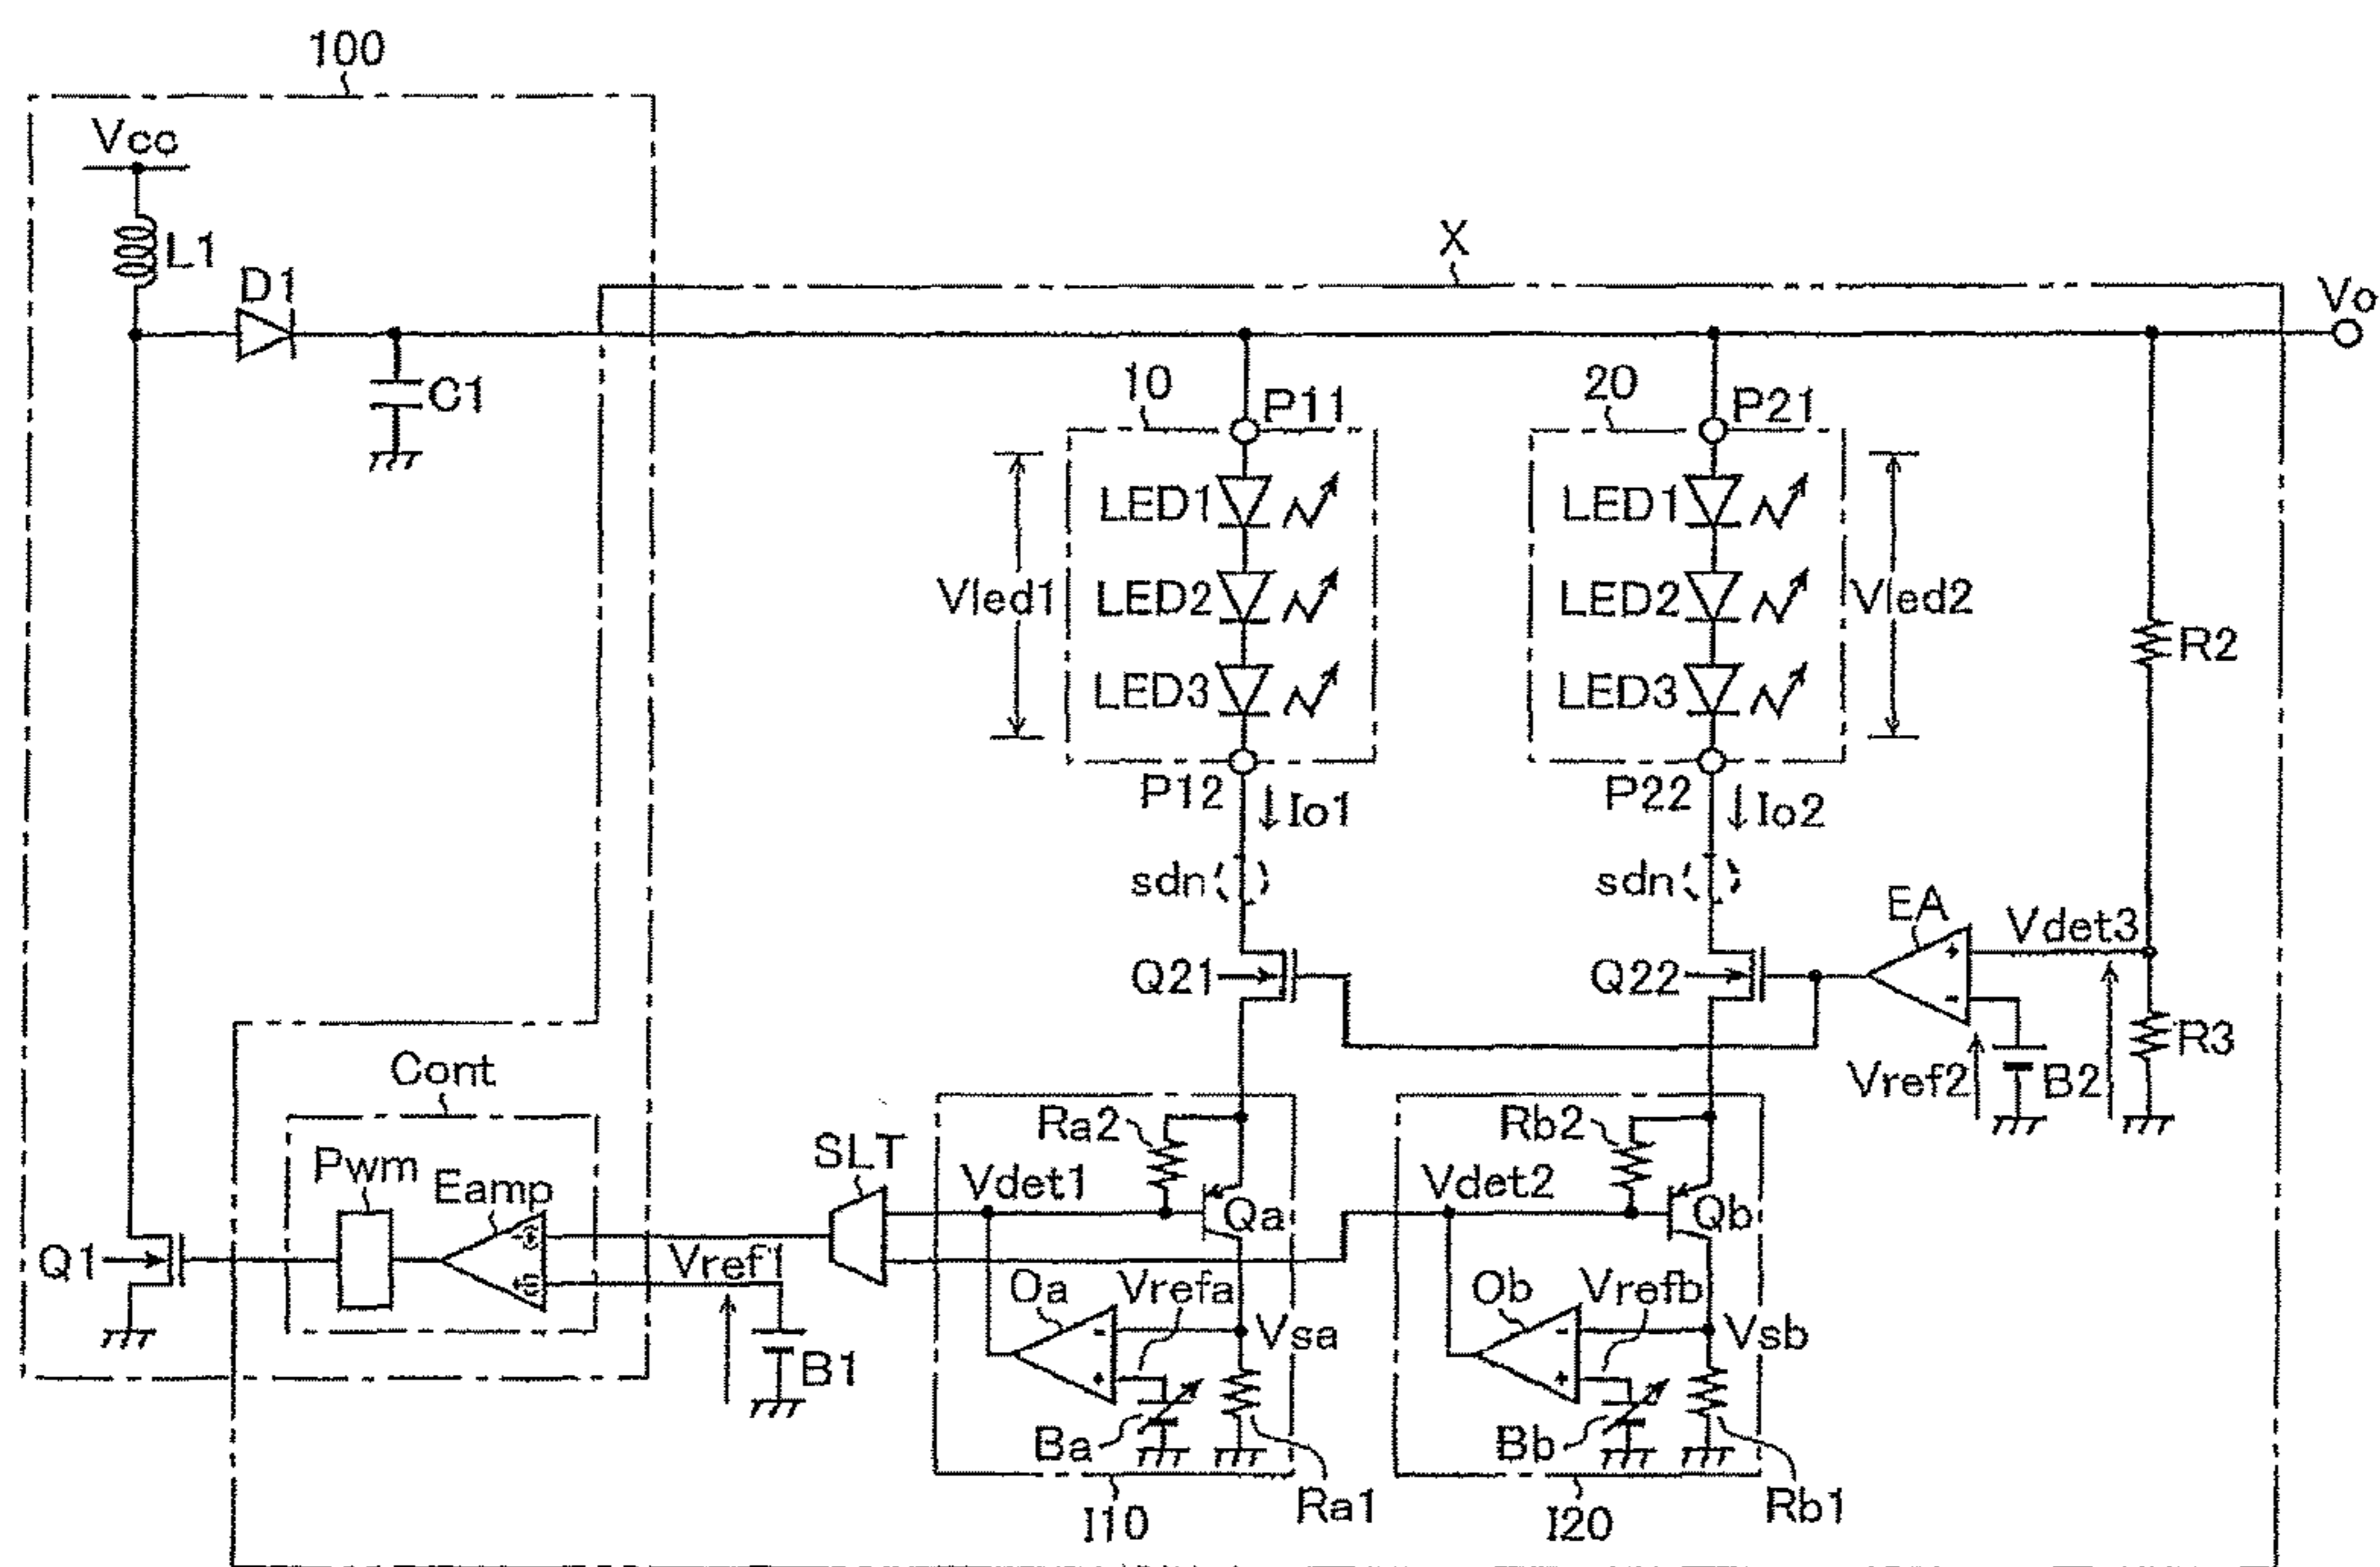 100
Vcc
L1
D1
C1
X
Vo
10
P11
20
P21
LED1
LED1
Vled1
LED2
LED2
Vled2
R2
LED3
LED3
P12
Io1
P22
Io2
sdn
sdn
EA
Vdet3
+
-
Q21
Q22
Vref2
B2
R3
Cont
Pwm
Eamp
SLT
Ra2
Rb2
Vdet1
Vdet2
Qa
Qb
Q1
Vref1
Oa
Vrefa
Ob
Vrefb
-
Vsa
-
Vsb
B1
+
+
Ba
Bb
I10
Ra1
I20
Rb1